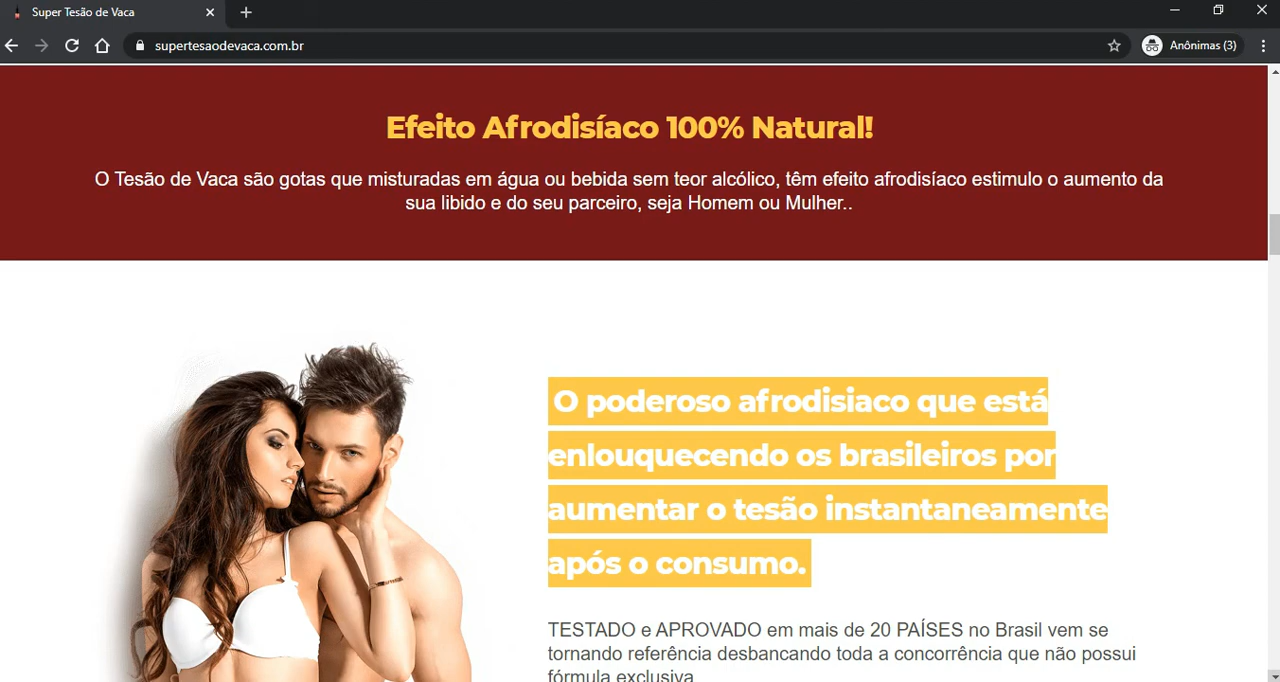 Super Tesão de Vaca
supertesaodevaca.com.br
Anônimas (3)
Efeito Afrodisíaco 100% Natural!
O Tesão de Vaca são gotas que misturadas em água ou bebida sem teor alcólico, têm efeito afrodisíaco estimulo o aumento da
sua libido e do seu parceiro, seja Homem ou Mulher..
O poderoso afrodisiaco que está
enlouquecendo os brasileiros por
aumentar o tesão instantaneamente
após o consumo.
TESTADO e APROVADO em mais de 20 PAÍSES no Brasil vem se
tornando referência desbancando toda a concorrência que não possui
fórmula exclusiva